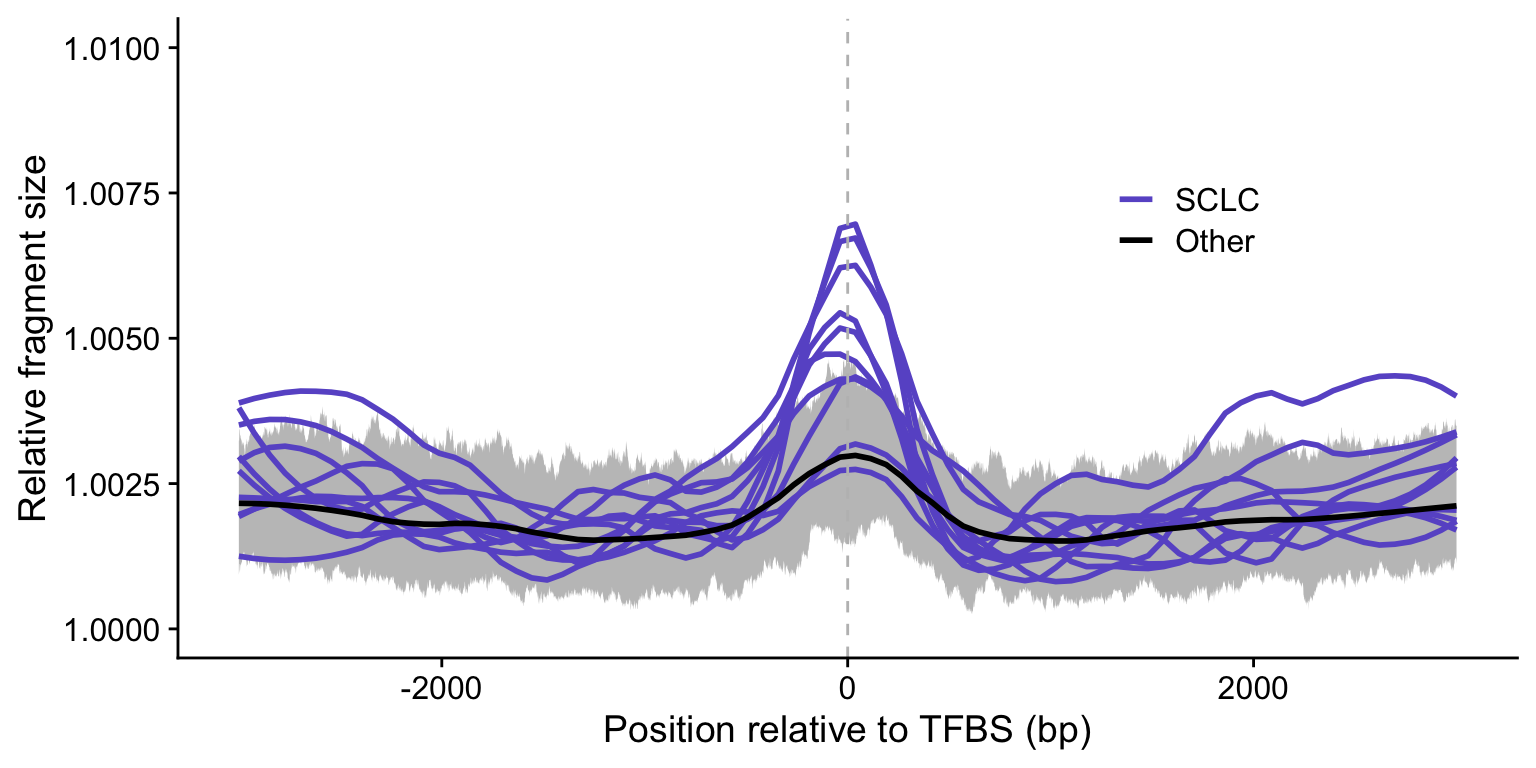 1.0100
1.0075
1.0050
1.0025
1.0000
Relative fragment size
SCLC
Other
-2000 0 2000
Position relative to TFBS (bp)